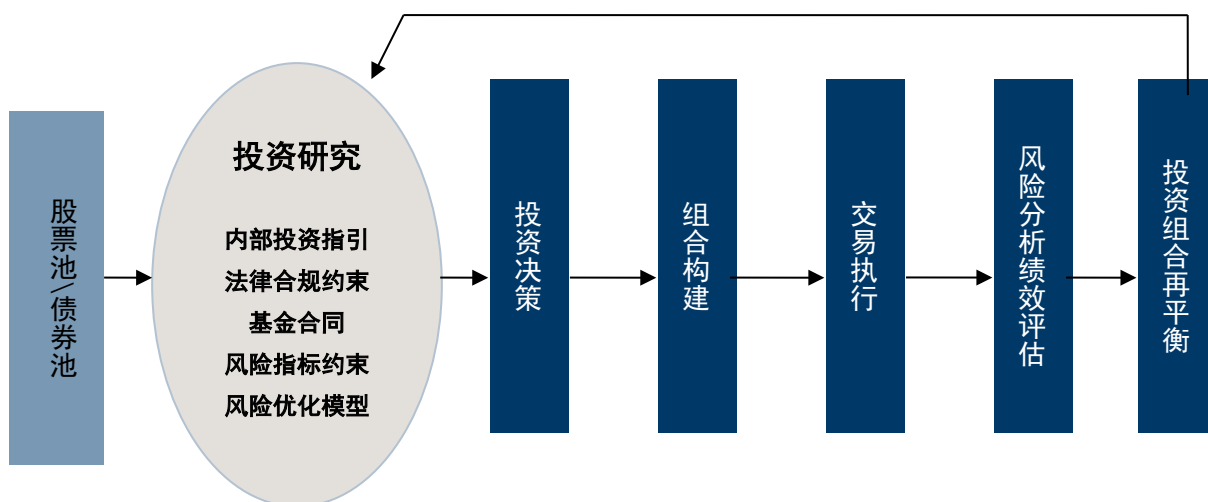 股票池/债券池
投资研究
内部投资指引
法律合规约束
基金合同
风险指标约束
风险优化模型
投资决策
组合构建
交易执行
风险分析绩效评估
投资组合再平衡